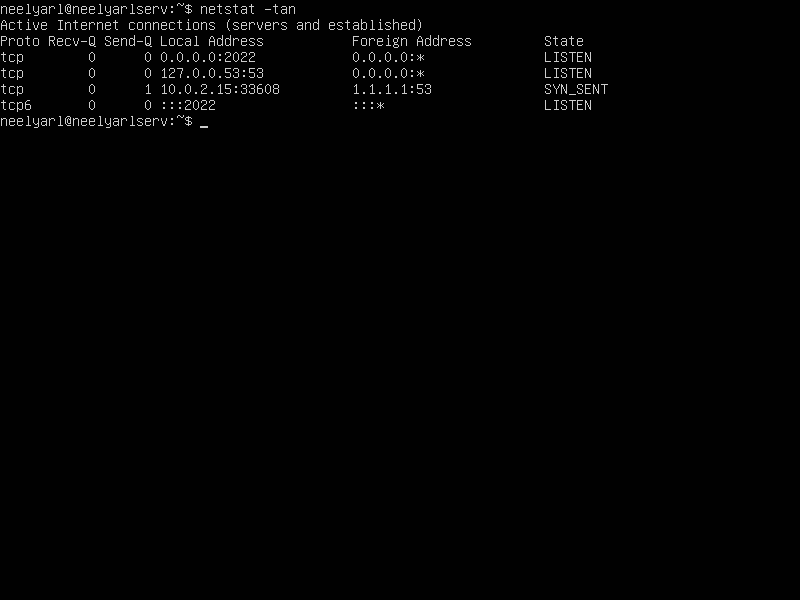 neelyarl@neelyarlserv:~$ netstat -tan
Active Internet connections (servers and established)
Proto Recv-Q Send-Q Local Address           Foreign Address         State
tcp        0      0 0.0.0.0:2022            0.0.0.0:*               LISTEN
tcp        0      0 127.0.0.53:53           0.0.0.0:*               LISTEN
tcp        0      1 10.0.2.15:33608         1.1.1.1:53              SYN_SENT
tcp6       0      0 :::2022                 :::*                    LISTEN
neelyarl@neelyarlserv:~$ _